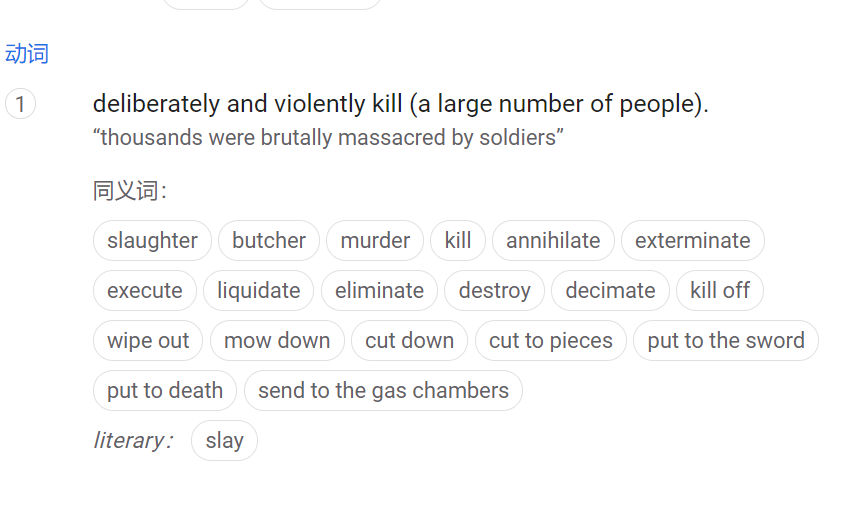 动词
1 deliberately and violently kill (a large number of people).
“thousands were brutally massacred by soldiers”
同义词：
slaughter butcher murder kill annihilate exterminate
execute liquidate eliminate destroy decimate kill off
wipe out mow down cut down cut to pieces put to the sword
put to death send to the gas chambers
literary： slay